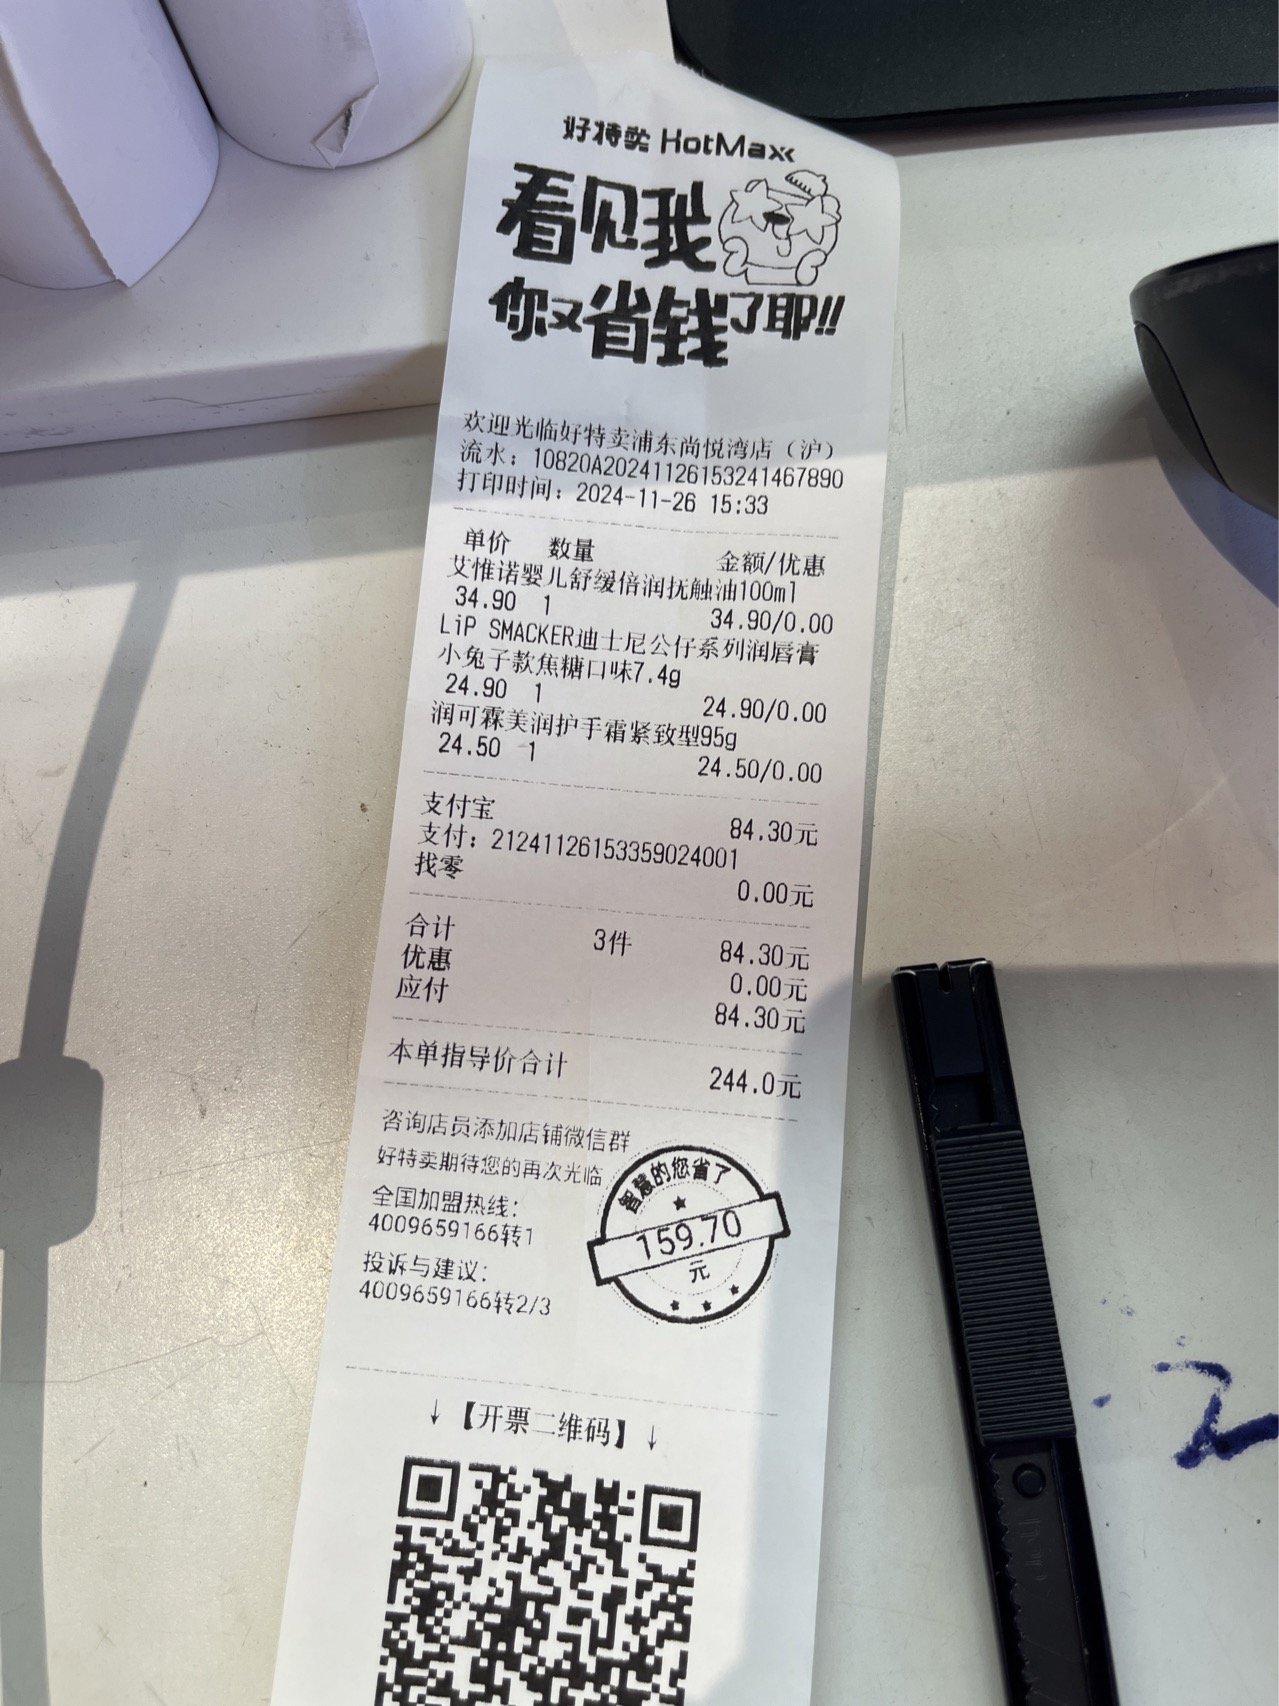 好特卖 HotMaxx
看见我
你又省钱了耶!!
欢迎光临好特卖浦东尚悦湾店（沪）
流水：10820A20241126153241467890
打印时间：2024-11-26 15:33
单价 数量 金额/优惠
艾惟诺婴儿舒缓倍润抚触油100ml
34.90 1 34.90/0.00
LiP SMACKER迪士尼公仔系列润唇膏
小兔子款焦糖口味7.4g
24.90 1 24.90/0.00
润可霖美润护手霜紧致型95g
24.50 1 24.50/0.00
支付宝 84.30元
支付：21241126153359024001
找零 0.00元
合计 3件 84.30元
优惠 0.00元
应付 84.30元
本单指导价合计 244.0元
咨询店员添加店铺微信群
好特卖期待您的再次光临
全国加盟热线：
4009659166转1
投诉与建议：
4009659166转2/3
智慧的您省了
159.70
元
↓【开票二维码】↓